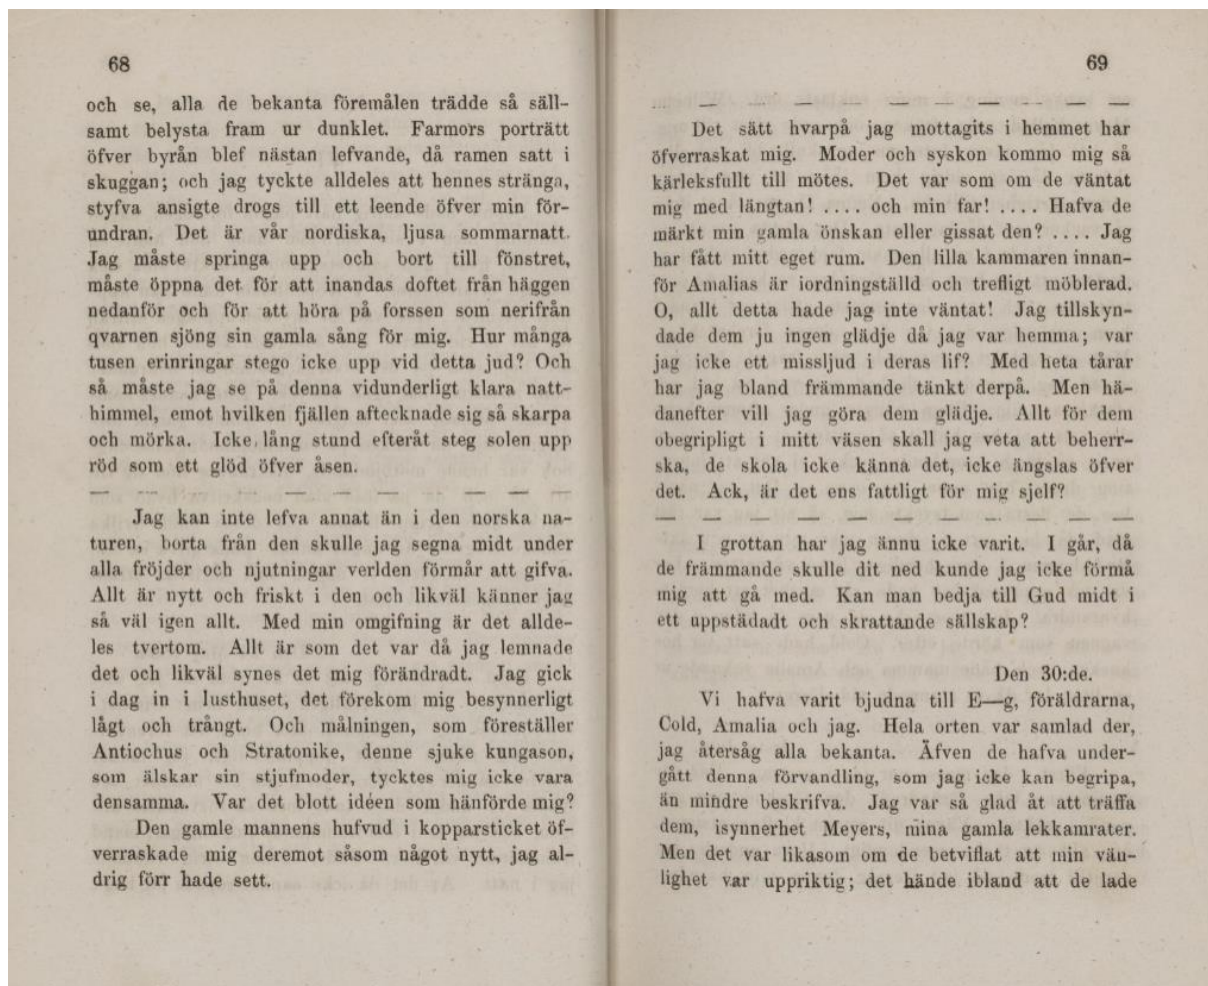 68
och se, alla de bekanta föremålen trädde så säll-
samt belysta fram ur dunklet. Farmors porträtt
öfver byrån blef nästan lefvande, då ramen satt i
skuggan; och jag tyckte alldeles att hennes stränga,
styfva ansigte drogs till ett leende öfver min för-
undran. Det är vår nordiska, ljusa sommarnatt.
Jag måste springa upp och bort till fönstret,
måste öppna det för att inandas doftet från häggen
nedanför och för att höra på forssen som nerifrån
qvarnen sjöng sin gamla sång för mig. Hur många
tusen erinringar stego icke upp vid detta jud? Och
så måste jag se på denna vidunderligt klara natt-
himmel, emot hvilken fjällen aftecknade sig så skarpa
och mörka. Icke lång stund efteråt steg solen upp
röd som ett glöd öfver åsen.
— — — — — — — — — —
Jag kan inte lefva annat än i den norska na-
turen, borta från den skulle jag segna midt under
alla fröjder och njutningar verlden förmår att gifva.
Allt är nytt och friskt i den och likväl känner jag
så väl igen allt. Med min omgifning är det allde-
les tvertom. Allt är som det var då jag lemnade
det och likväl synes det mig förändradt. Jag gick
i dag in i lusthuset, det förekom mig besynnerligt
lågt och trångt. Och målningen, som föreställer
Antiochus och Stratonike, denne sjuke kungason,
som älskar sin stjufmoder, tycktes mig icke vara
densamma. Var det blott idéen som hänförde mig?
Den gamle mannens hufvud i kopparsticket öf-
verraskade mig deremot såsom något nytt, jag al-
drig förr hade sett.
69
— — — — — — — — — —
Det sätt hvarpå jag mottagits i hemmet har
öfverraskat mig. Moder och syskon kommo mig så
kärleksfullt till mötes. Det var som om de väntat
mig med längtan! .... och min far! .... Hafva de
märkt min gamla önskan eller gissat den? .... Jag
har fått mitt eget rum. Den lilla kammaren innan-
för Amalias är iordningställd och trefligt möblerad.
O, allt detta hade jag inte väntat! Jag tillskyn-
dade dem ju ingen glädje då jag var hemma; var
jag icke ett missljud i deras lif? Med heta tårar
har jag bland främmande tänkt derpå. Men hä-
danefter vill jag göra dem glädje. Allt för dem
obegripligt i mitt väsen skall jag veta att beherr-
ska, de skola icke känna det, icke ängslas öfver
det. Ack, är det ens fattligt för mig sjelf?
— — — — — — — — — —
I grottan har jag ännu icke varit. I går, då
de främmande skulle dit ned kunde jag icke förmå
mig att gå med. Kan man bedja till Gud midt i
ett uppstädadt och skrattande sällskap?
Den 30:de.
Vi hafva varit bjudna till E—g, föräldrarna,
Cold, Amalia och jag. Hela orten var samlad der,
jag återsåg alla bekanta. Äfven de hafva under-
gått denna förvandling, som jag icke kan begripa,
än mindre beskrifva. Jag var så glad åt att träffa
dem, isynnerhet Meyers, mina gamla lekkamrater.
Men det var likasom om de betviflat att min vän-
lighet var uppriktig; det hände ibland att de lade